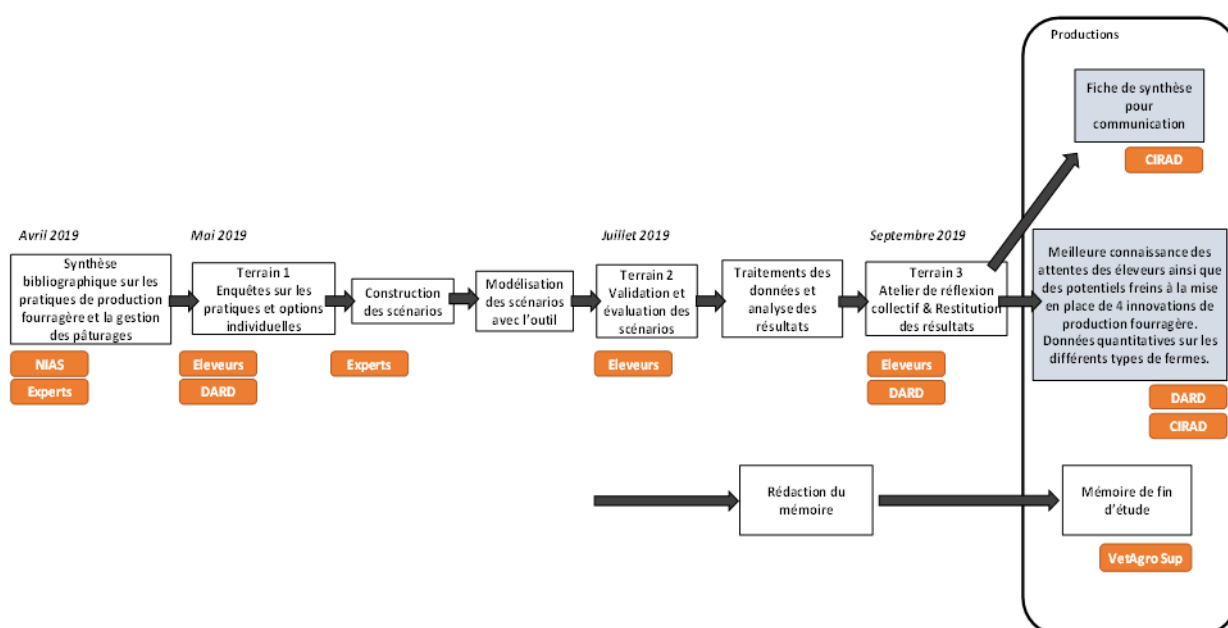 Productions
Fiche de synthèse
pour
communication
CIRAD
Avril 2019
Synthèse
bibliographique sur les
pratiques de production
fourragère et la gestion
des pâturages
NIAS
Experts
Mai 2019
Terrain 1
Enquêtes sur les
pratiques et options
individuelles
Eleveurs
DARD
Construction
des scénarios
Experts
Modélisation
des scénarios
avec l'outil
Juillet 2019
Terrain 2
Validation et
évaluation des
scénarios
Eleveurs
Traitements des
données et
analyse des
résultats
Septembre 2019
Terrain 3
Atelier de réflexion
collectif & Restitution
des résultats
Eleveurs
DARD
Meilleure connaissance des
attentes des éleveurs ainsi que
des potentiels freins à la mise
en place de 4 innovations de
production fourragère.
Données quantitatives sur les
différents types de fermes.
DARD
CIRAD
Rédaction du
mémoire
Mémoire de fin
d'étude
VetAgro Sup